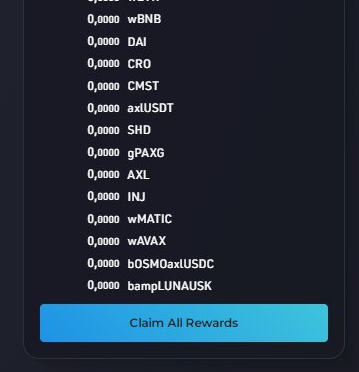 0,0000 wBNB
0,0000 DAI
0,0000 CRO
0,0000 CMST
0,0000 axlUSDT
0,0000 SHD
0,0000 gPAXG
0,0000 AXL
0,0000 INJ
0,0000 wMATIC
0,0000 wAVAX
0,0000 bOSMOaxlUSDC
0,0000 bampLUNAUSK
Claim All Rewards